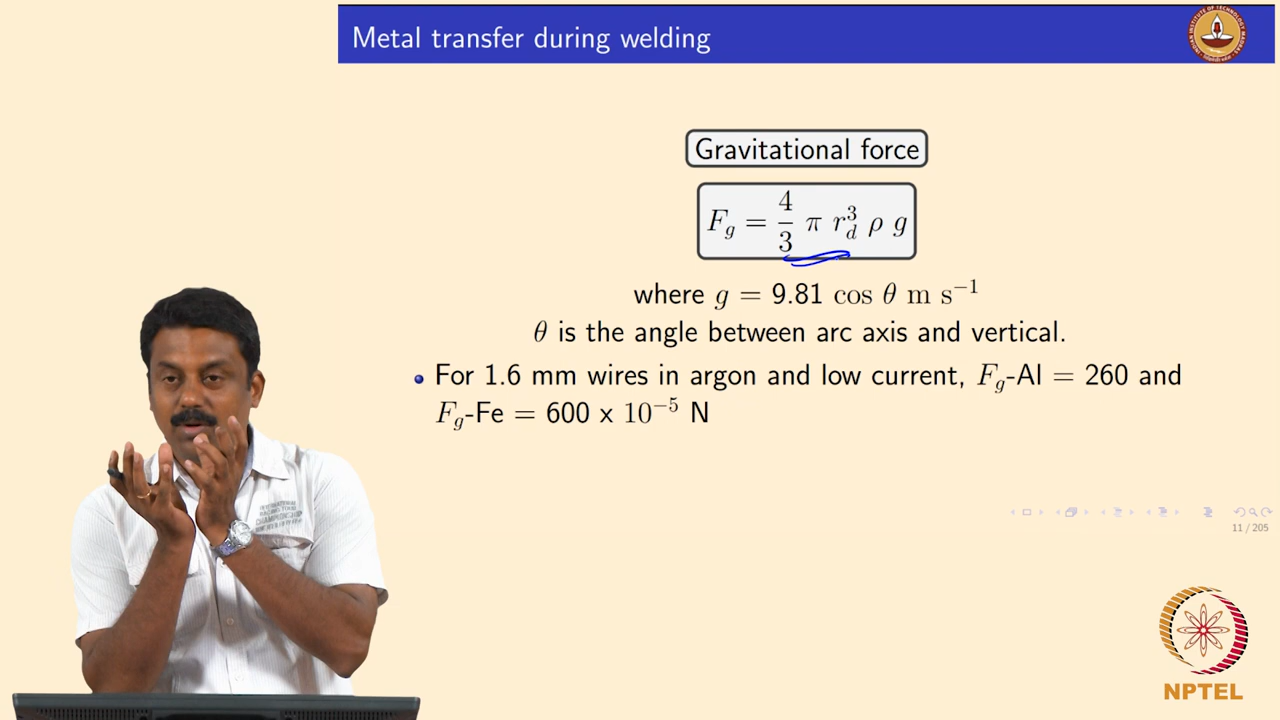 Metal transfer during welding
Gravitational force
F_g = \frac{4}{3} π r_d^3 ρ g
where g = 9.81 cos θ m s^{-1}
θ is the angle between arc axis and vertical.
For 1.6 mm wires in argon and low current, F_g-Al = 260 and
F_g-Fe = 600 x 10^{-5} N
11 / 205
NPTEL